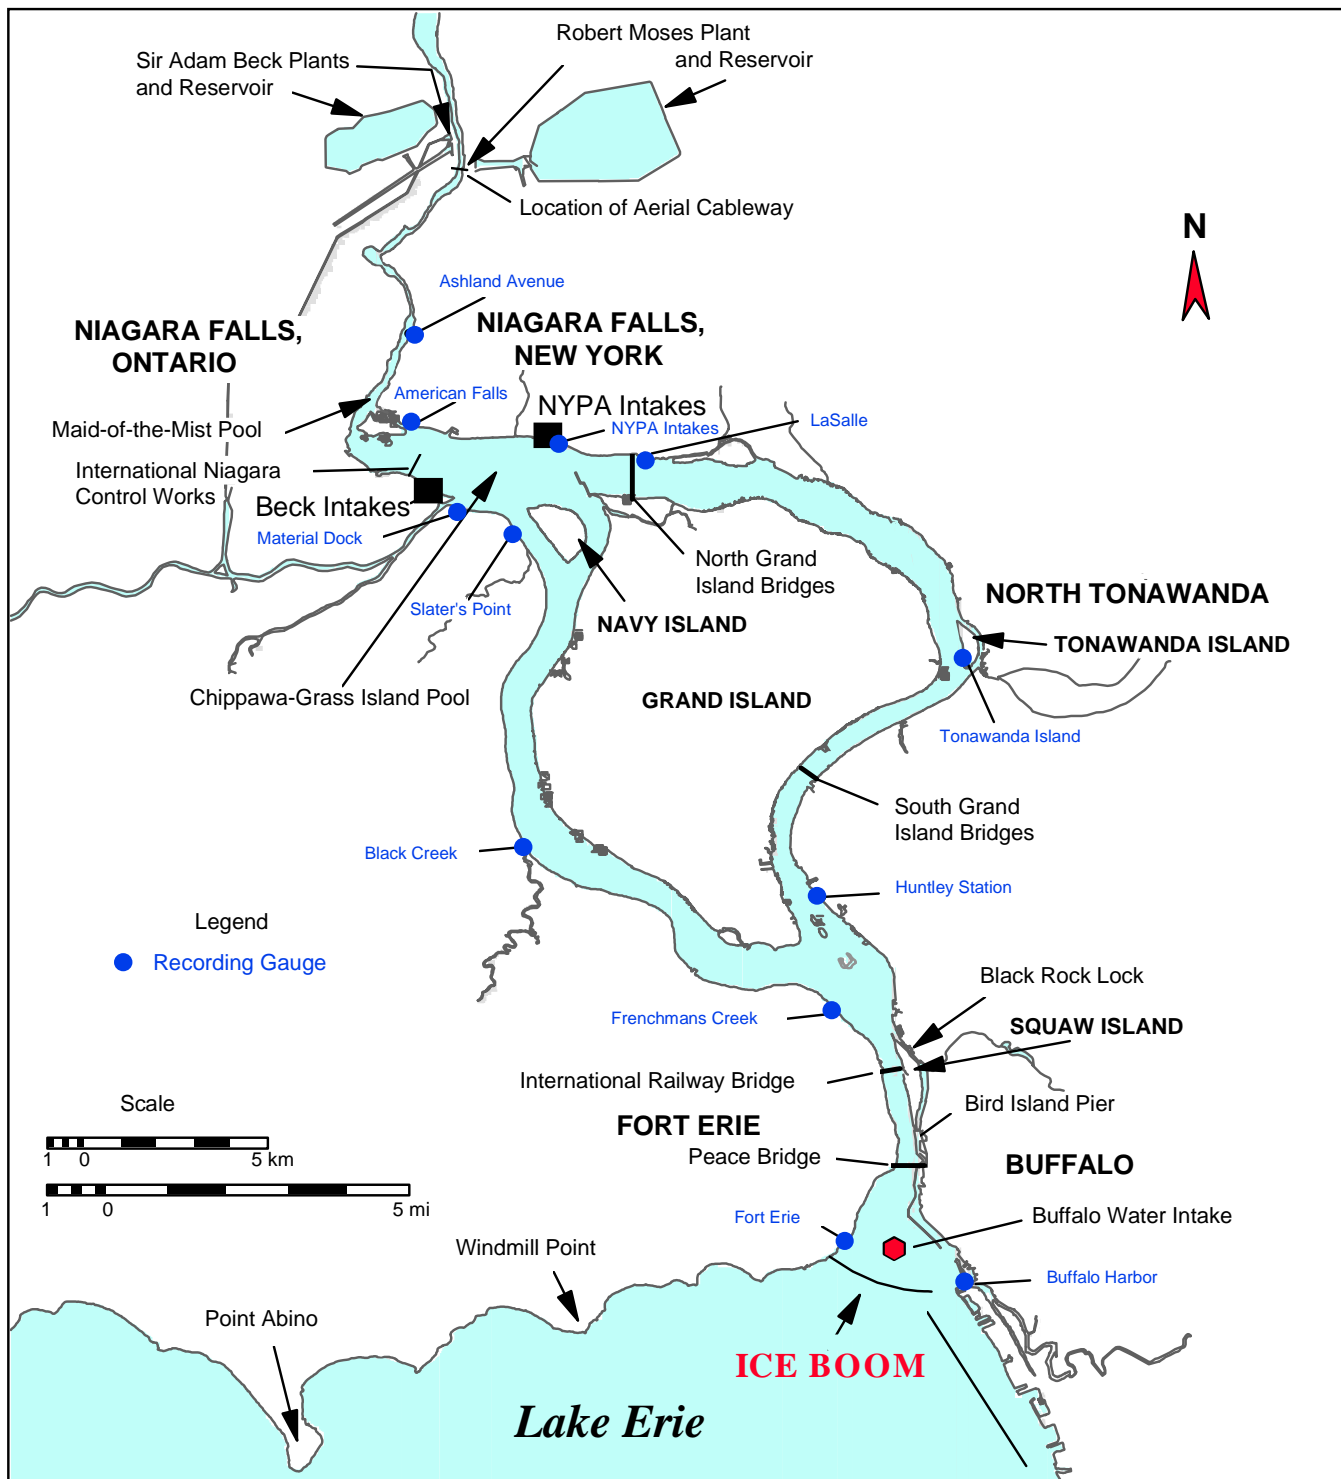 Robert Moses Plant
and Reservoir
Sir Adam Beck Plants
and Reservoir
Location of Aerial Cableway
N
Ashland Avenue
NIAGARA FALLS,
ONTARIO
NIAGARA FALLS,
NEW YORK
American Falls
NYPA Intakes
NYPA Intakes
LaSalle
Maid-of-the-Mist Pool
International Niagara
Control Works
Beck Intakes
Material Dock
North Grand
Island Bridges
NORTH TONAWANDA
Slater's Point
NAVY ISLAND
TONAWANDA ISLAND
Chippawa-Grass Island Pool
GRAND ISLAND
Tonawanda Island
South Grand
Island Bridges
Black Creek
Huntley Station
Legend
Recording Gauge
Black Rock Lock
Frenchmans Creek
SQUAW ISLAND
International Railway Bridge
Scale
Bird Island Pier
FORT ERIE
1 0 5 km
Peace Bridge
BUFFALO
1 0 5 mi
Fort Erie
Buffalo Water Intake
Windmill Point
Buffalo Harbor
Point Abino
ICE BOOM
Lake Erie